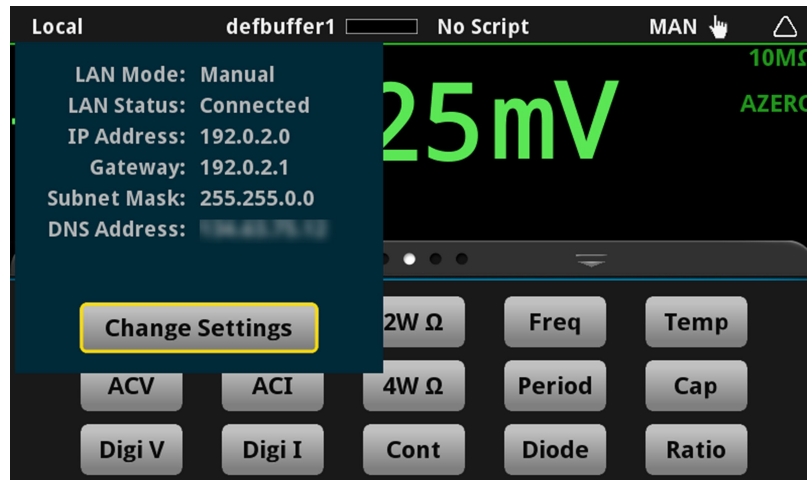 Local defbuffer1 No Script MAN
10MΩ
AZERO
25mV
LAN Mode: Manual
LAN Status: Connected
IP Address: 192.0.2.0
Gateway: 192.0.2.1
Subnet Mask: 255.255.0.0
DNS Address:
Change Settings
2W Ω Freq Temp
ACV ACI 4W Ω Period Cap
Digi V Digi I Cont Diode Ratio